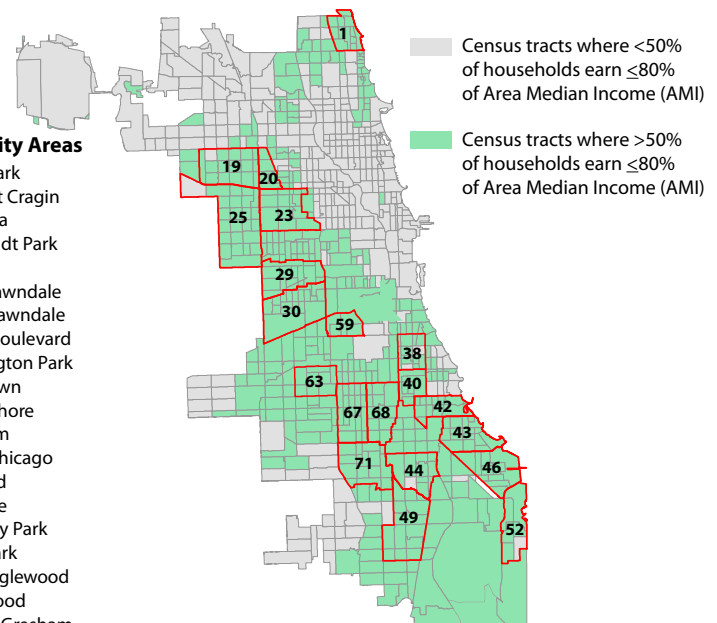 Census tracts where <50%
of households earn ≤80%
of Area Median Income (AMI)
Census tracts where >50%
of households earn ≤80%
of Area Median Income (AMI)
ity Areas
ark
t Cragin
a
dt Park
awndale
awndale
oulevard
gton Park
wn
hore
m
hicago
d
e
y Park
ark
glewood
ood
1
19
20
25
23
29
30
59
38
63
40
67
68
42
43
71
44
46
49
52